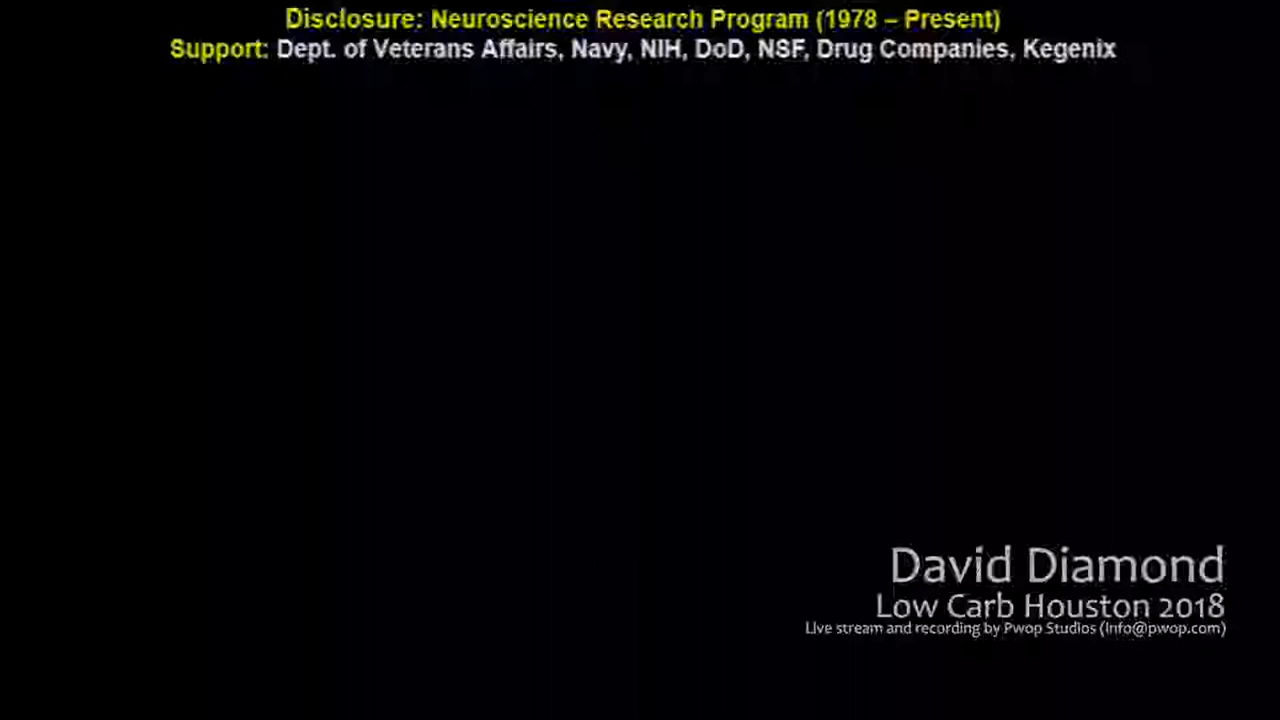 Disclosure: Neuroscience Research Program (1978 – Present)
Support: Dept. of Veterans Affairs, Navy, NIH, DoD, NSF, Drug Companies, Kegenix
David Diamond
Low Carb Houston 2018
Live stream and recording by Pwop Studios (info@pwop.com)